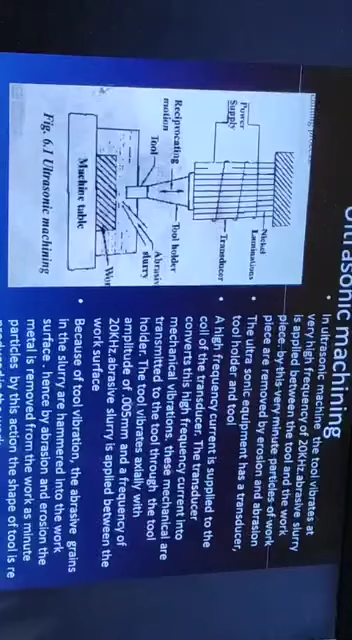 Ultrasonic machining
• In ultrasonic machine the tool vibrates at
very high frequency of 20kHz.abrasive slurry
is applied between the tool and the work
piece. by this very minute particles of work
piece are removed by erosion and abrasion
• The ultra sonic equipment has a transducer,
tool holder and tool
• A high frequency current is supplied to the
coil of the transducer. The transducer
converts this high frequency current into
mechanical vibrations. these mechanical are
transmitted to the tool through the tool
holder. The tool vibrates axially with
amplitude of .005mm and a frequency of
20KHz.abrasive slurry is applied between the
work surface
• Because of tool vibration, the abrasive grains
in the slurry are hammered into the work
surface . hence by abrasion and erosion the
metal is removed from the work as minute
particles by this action the shape of tool is re
Power
Supply
Nickel
Laminations
Transducer
Reciprocating
motion
Tool holder
Tool
Abrasiv
slurry
Wor
Machine table
Fig. 6.1 Ultrasonic machining